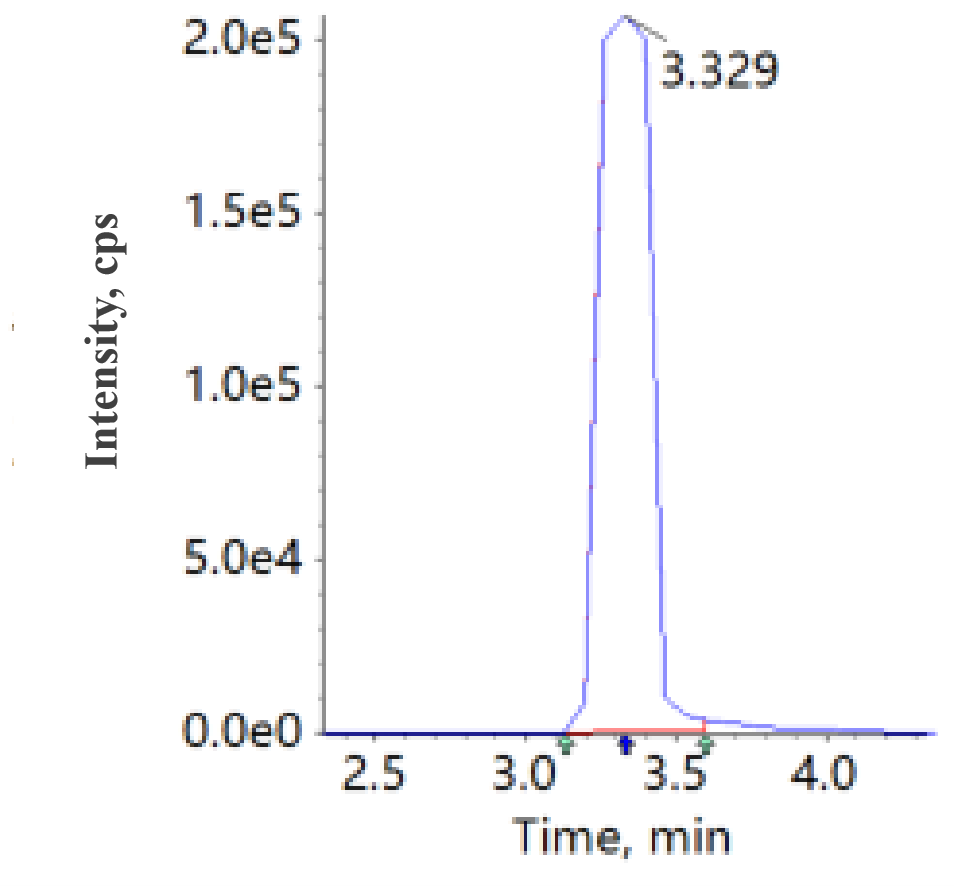 2.0e5
3.329
1.5e5
Intensity, cps
1.0e5
5.0e4
0.0e0
2.5 3.0 3.5 4.0
Time, min